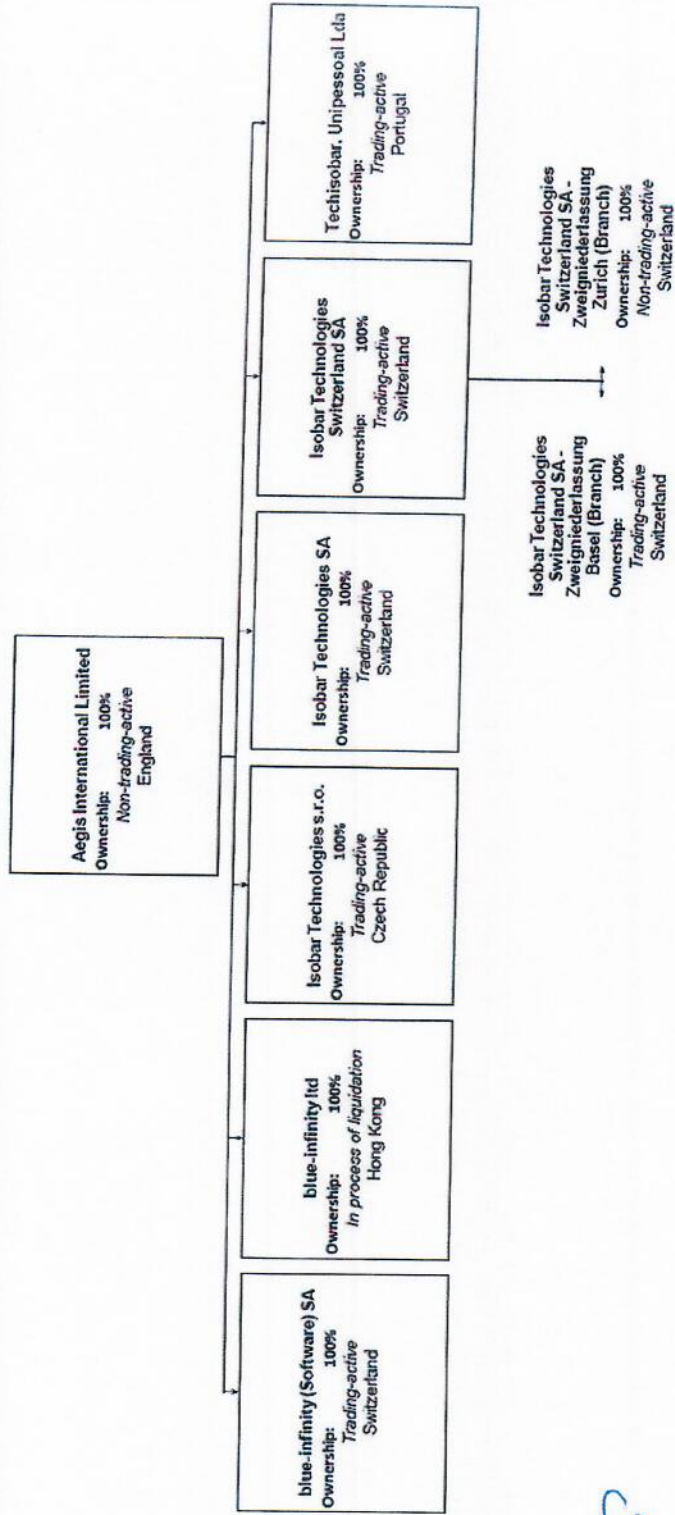 Aegis International Limited
Ownership: 100%
Non-trading-active
England
blue-infinity (Software) SA
Ownership: 100%
Trading-active
Switzerland
blue-infinity ltd
Ownership: 100%
In process of liquidation
Hong Kong
Isobar Technologies s.r.o.
Ownership: 100%
Trading-active
Czech Republic
Isobar Technologies SA
Ownership: 100%
Trading-active
Switzerland
Isobar Technologies
Switzerland SA
Ownership: 100%
Trading-active
Switzerland
Techisobar, Unipessoal Lda
Ownership: 100%
Trading-active
Portugal
Isobar Technologies
Switzerland SA -
Zweigniederlassung
Basel (Branch)
Ownership: 100%
Trading-active
Switzerland
Isobar Technologies
Switzerland SA -
Zweigniederlassung
Zurich (Branch)
Ownership: 100%
Non-trading-active
Switzerland